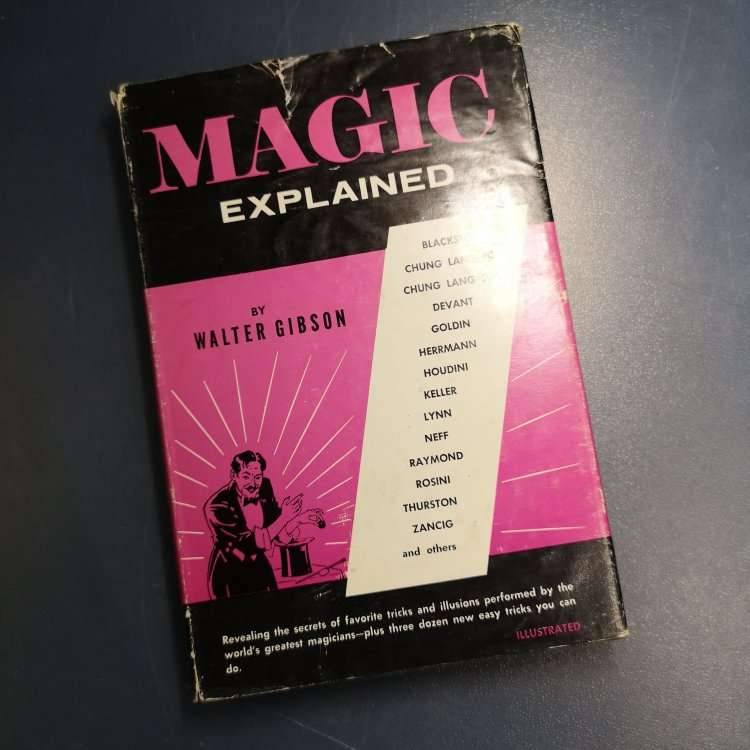 MAGIC
EXPLAINED
BY
WALTER GIBSON
CHUNG
CHUNG LANG
DEVANT
GOLDIN
HERRMANN
HOUDINI
KELLER
LYNN
NEFF
RAYMOND
ROSINI
THURSTON
ZANCIG
and others
Revealing the secrets of favorite tricks and illusions performed by the
world's greatest magicians—plus three dozen new easy tricks you can
do.
ILLUSTRATED